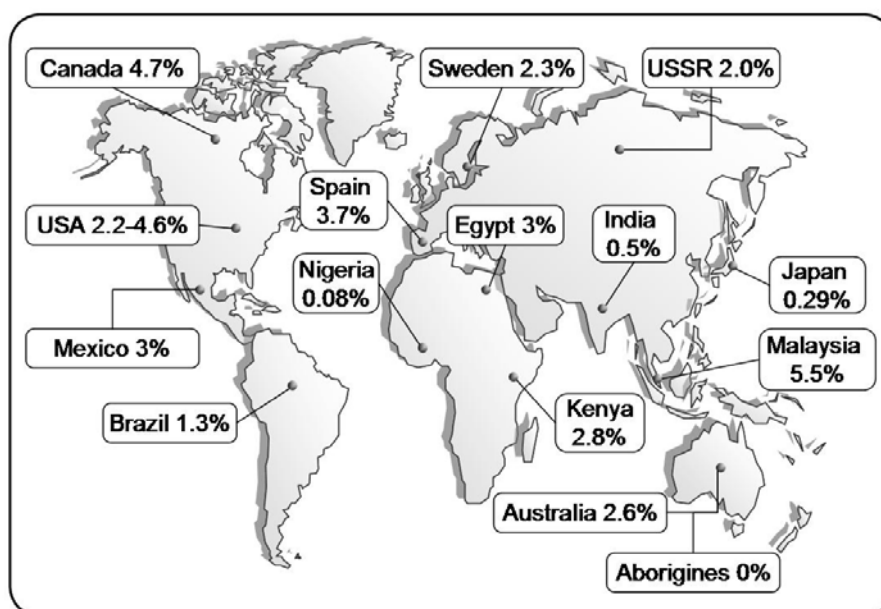 Canada 4.7%
Sweden 2.3%
USSR 2.0%
Spain
3.7%
USA 2.2-4.6%
Egypt 3%
India
0.5%
Nigeria
0.08%
Japan
0.29%
Mexico 3%
Malaysia
5.5%
Brazil 1.3%
Kenya
2.8%
Australia 2.6%
Aborigines 0%